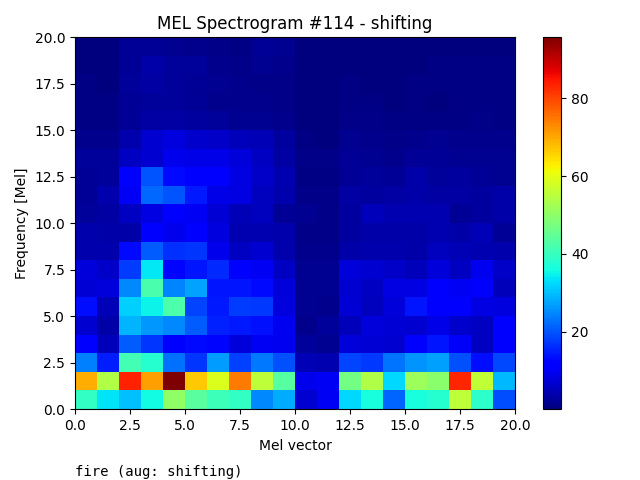 MEL Spectrogram #114 - shifting
20.0
17.5
15.0
12.5
10.0
7.5
5.0
2.5
0.0
Frequency [Mel]
0.0 2.5 5.0 7.5 10.0 12.5 15.0 17.5 20.0
Mel vector
80
60
40
20
fire (aug: shifting)